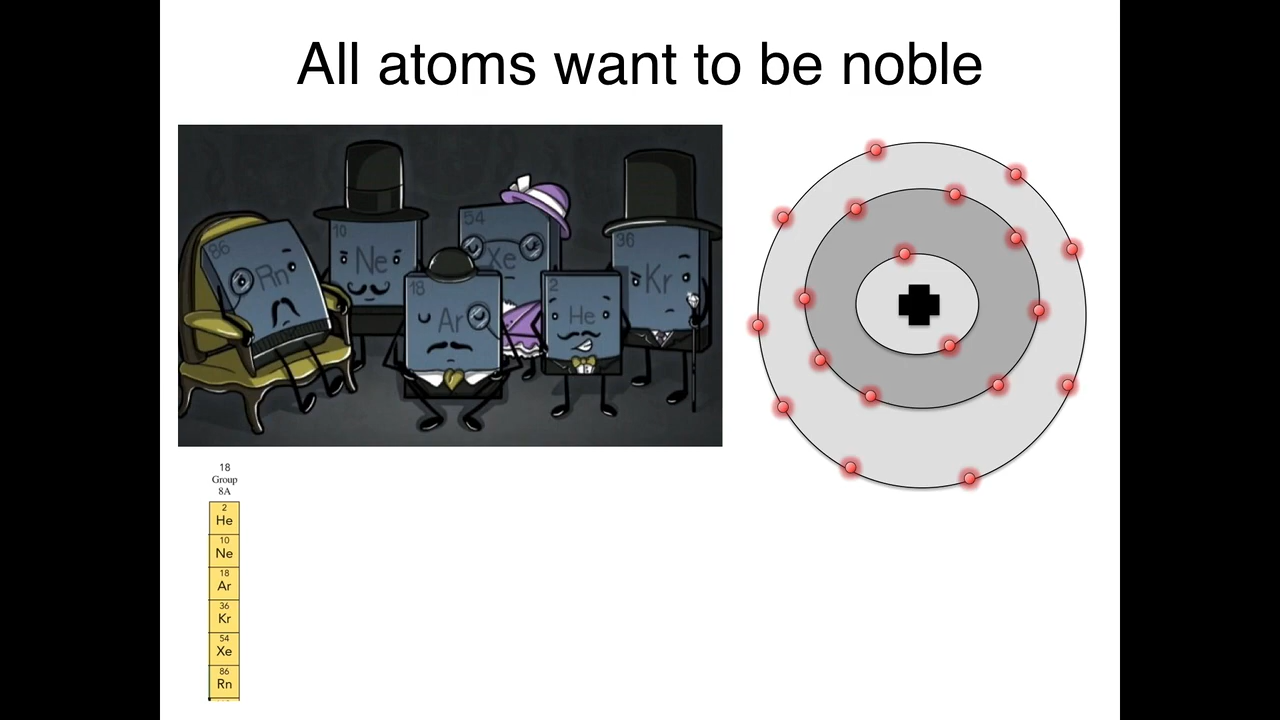 All atoms want to be noble
86
Rn
10
Ne
18
Ar
54
Xe
2
He
36
Kr
18
Group
8A
2
He
10
Ne
18
Ar
36
Kr
54
Xe
86
Rn